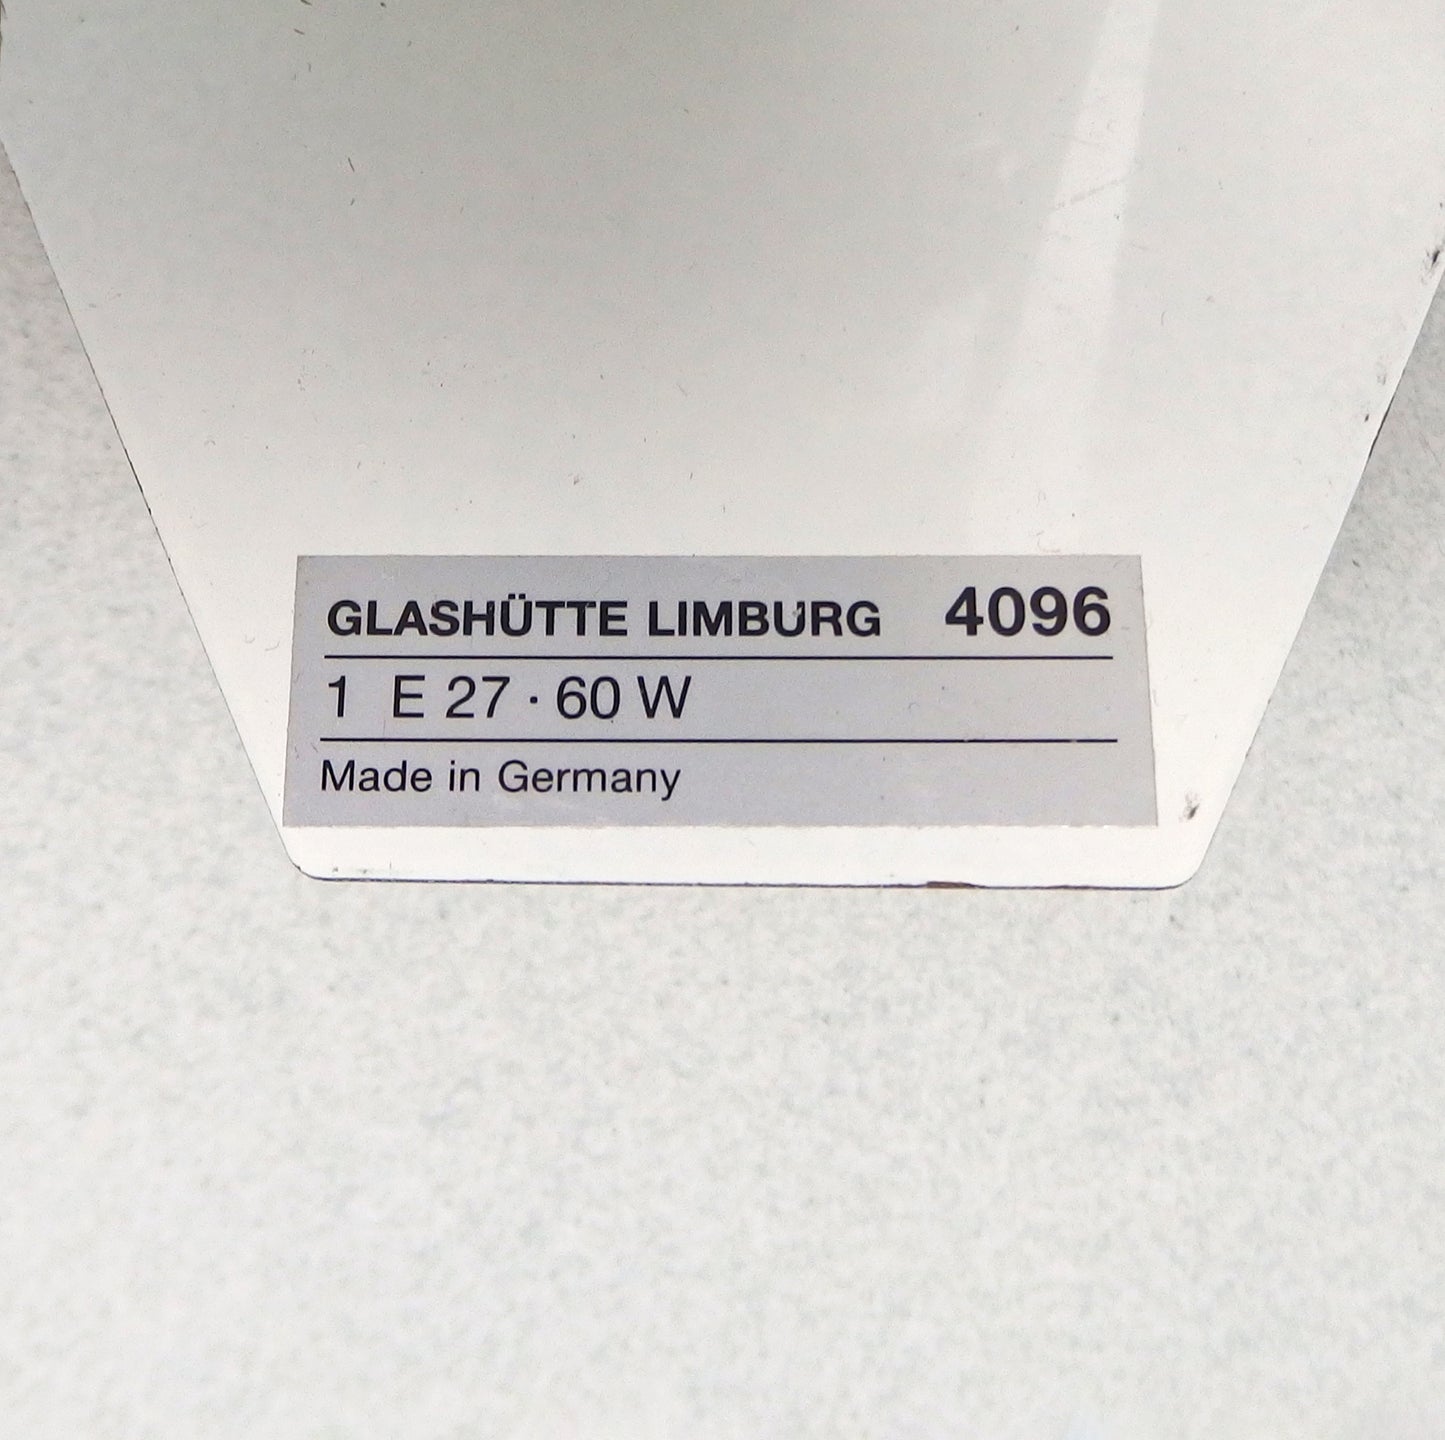 GLASHÜTTE LIMBURG 4096
1 E 27 · 60 W
Made in Germany